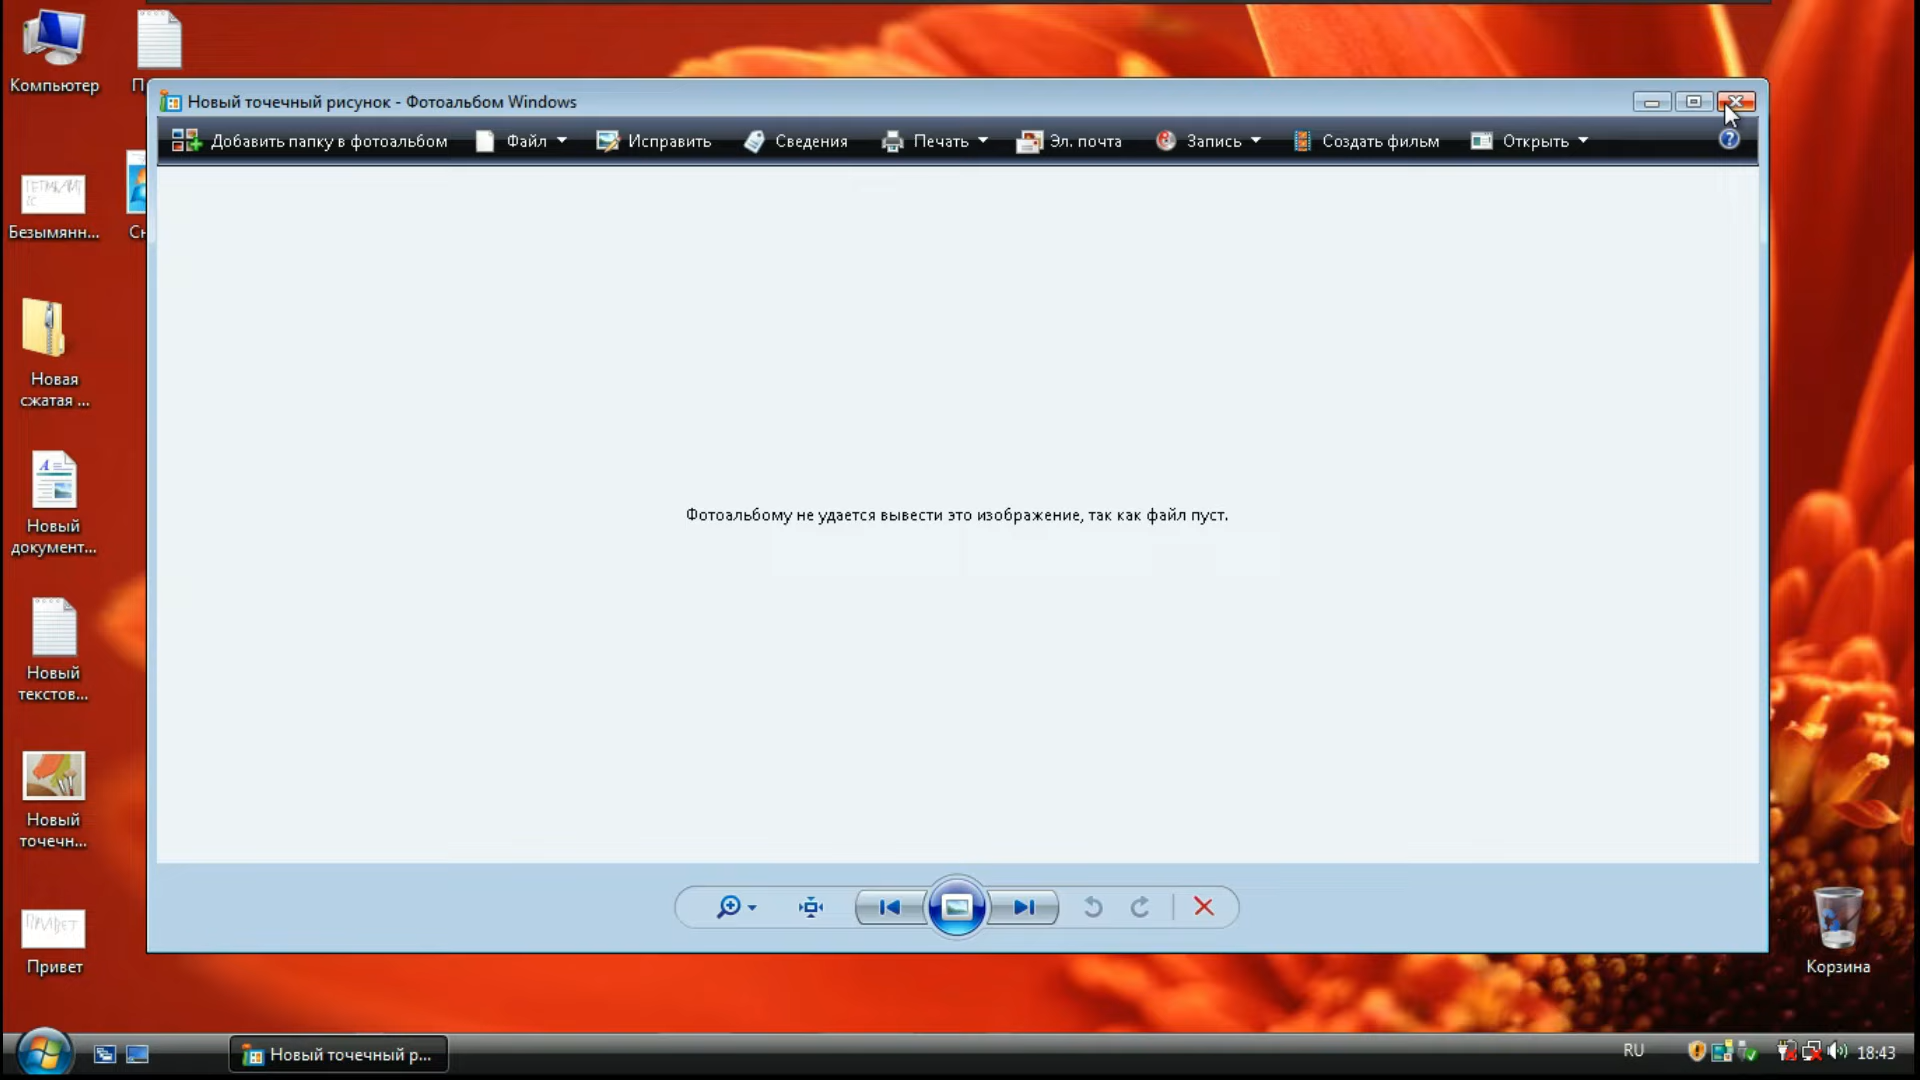 Компьютер
П
Безымянн...
Сн
Новая
сжатая ...
Новый
документ...
Новый
текстов...
Новый
точечн...
ПРИВЕТ
Привет
Новый точечный рисунок - Фотоальбом Windows
Добавить папку в фотоальбом Файл Исправить Сведения Печать Эл. почта Запись Создать фильм Открыть
Фотоальбому не удается вывести это изображение, так как файл пуст.
Корзина
Новый точечный р...
RU 18:43